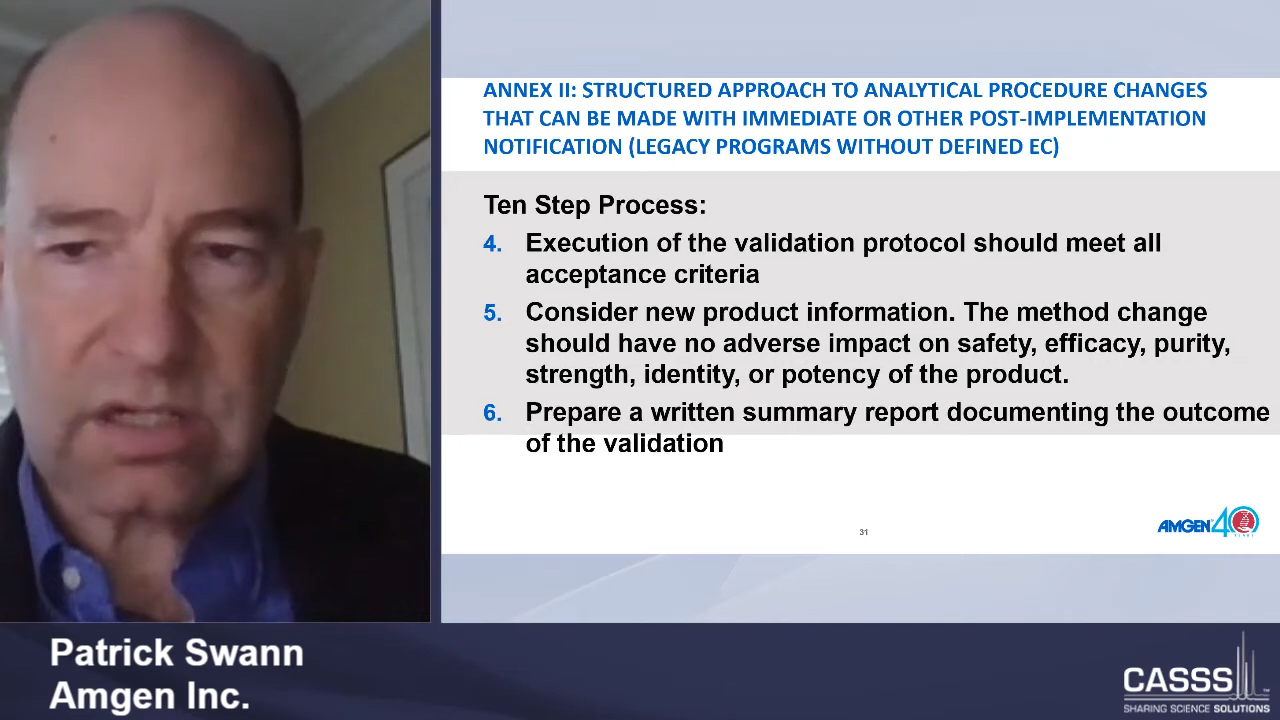 ANNEX II: STRUCTURED APPROACH TO ANALYTICAL PROCEDURE CHANGES
THAT CAN BE MADE WITH IMMEDIATE OR OTHER POST-IMPLEMENTATION
NOTIFICATION (LEGACY PROGRAMS WITHOUT DEFINED EC)
Ten Step Process:
4. Execution of the validation protocol should meet all
acceptance criteria
5. Consider new product information. The method change
should have no adverse impact on safety, efficacy, purity,
strength, identity, or potency of the product.
6. Prepare a written summary report documenting the outcome
of the validation
31
AMGEN 40
YEARS
Patrick Swann
Amgen Inc.
CASSS
SHARING SCIENCE SOLUTIONS